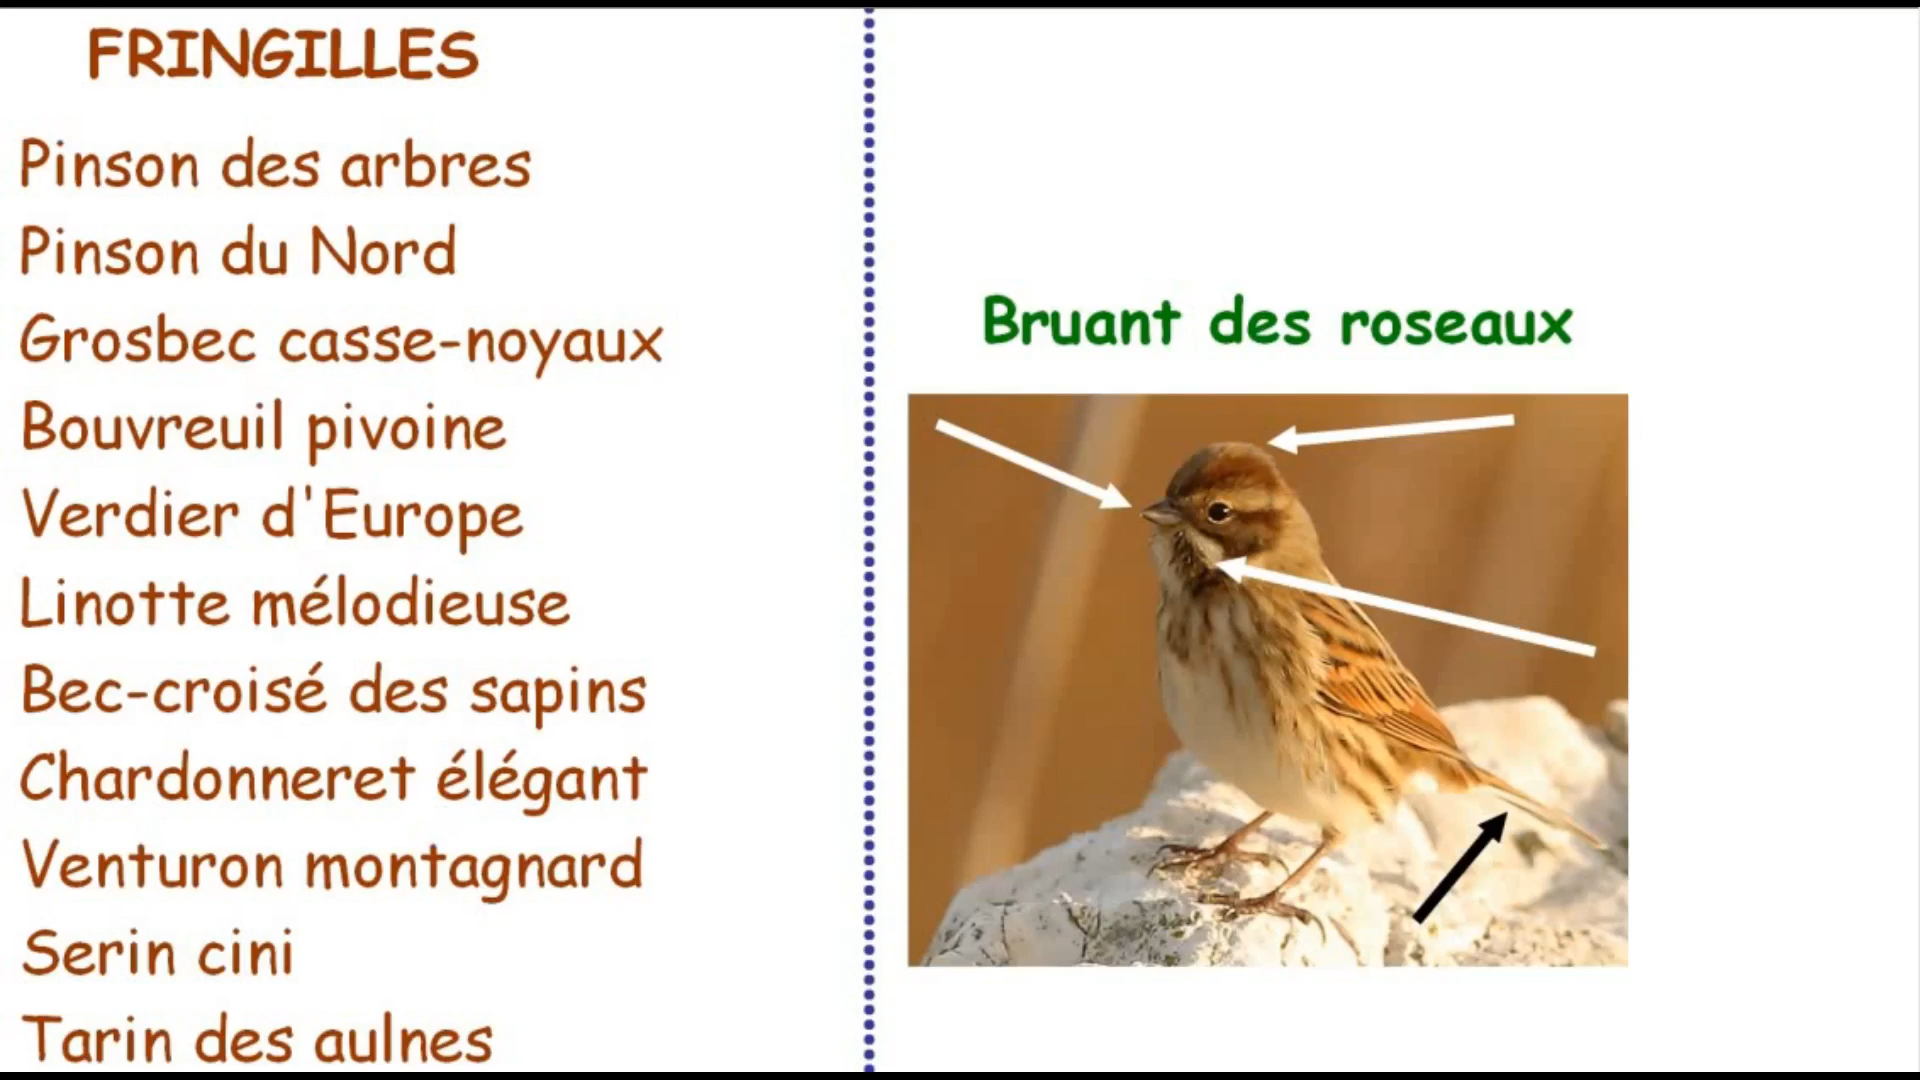 FRINGILLES
Pinson des arbres
Pinson du Nord
Grosbec casse-noyaux
Bouvreuil pivoine
Verdier d'Europe
Linotte mélodieuse
Bec-croisé des sapins
Chardonneret élégant
Venturon montagnard
Serin cini
Tarin des aulnes
Bruant des roseaux